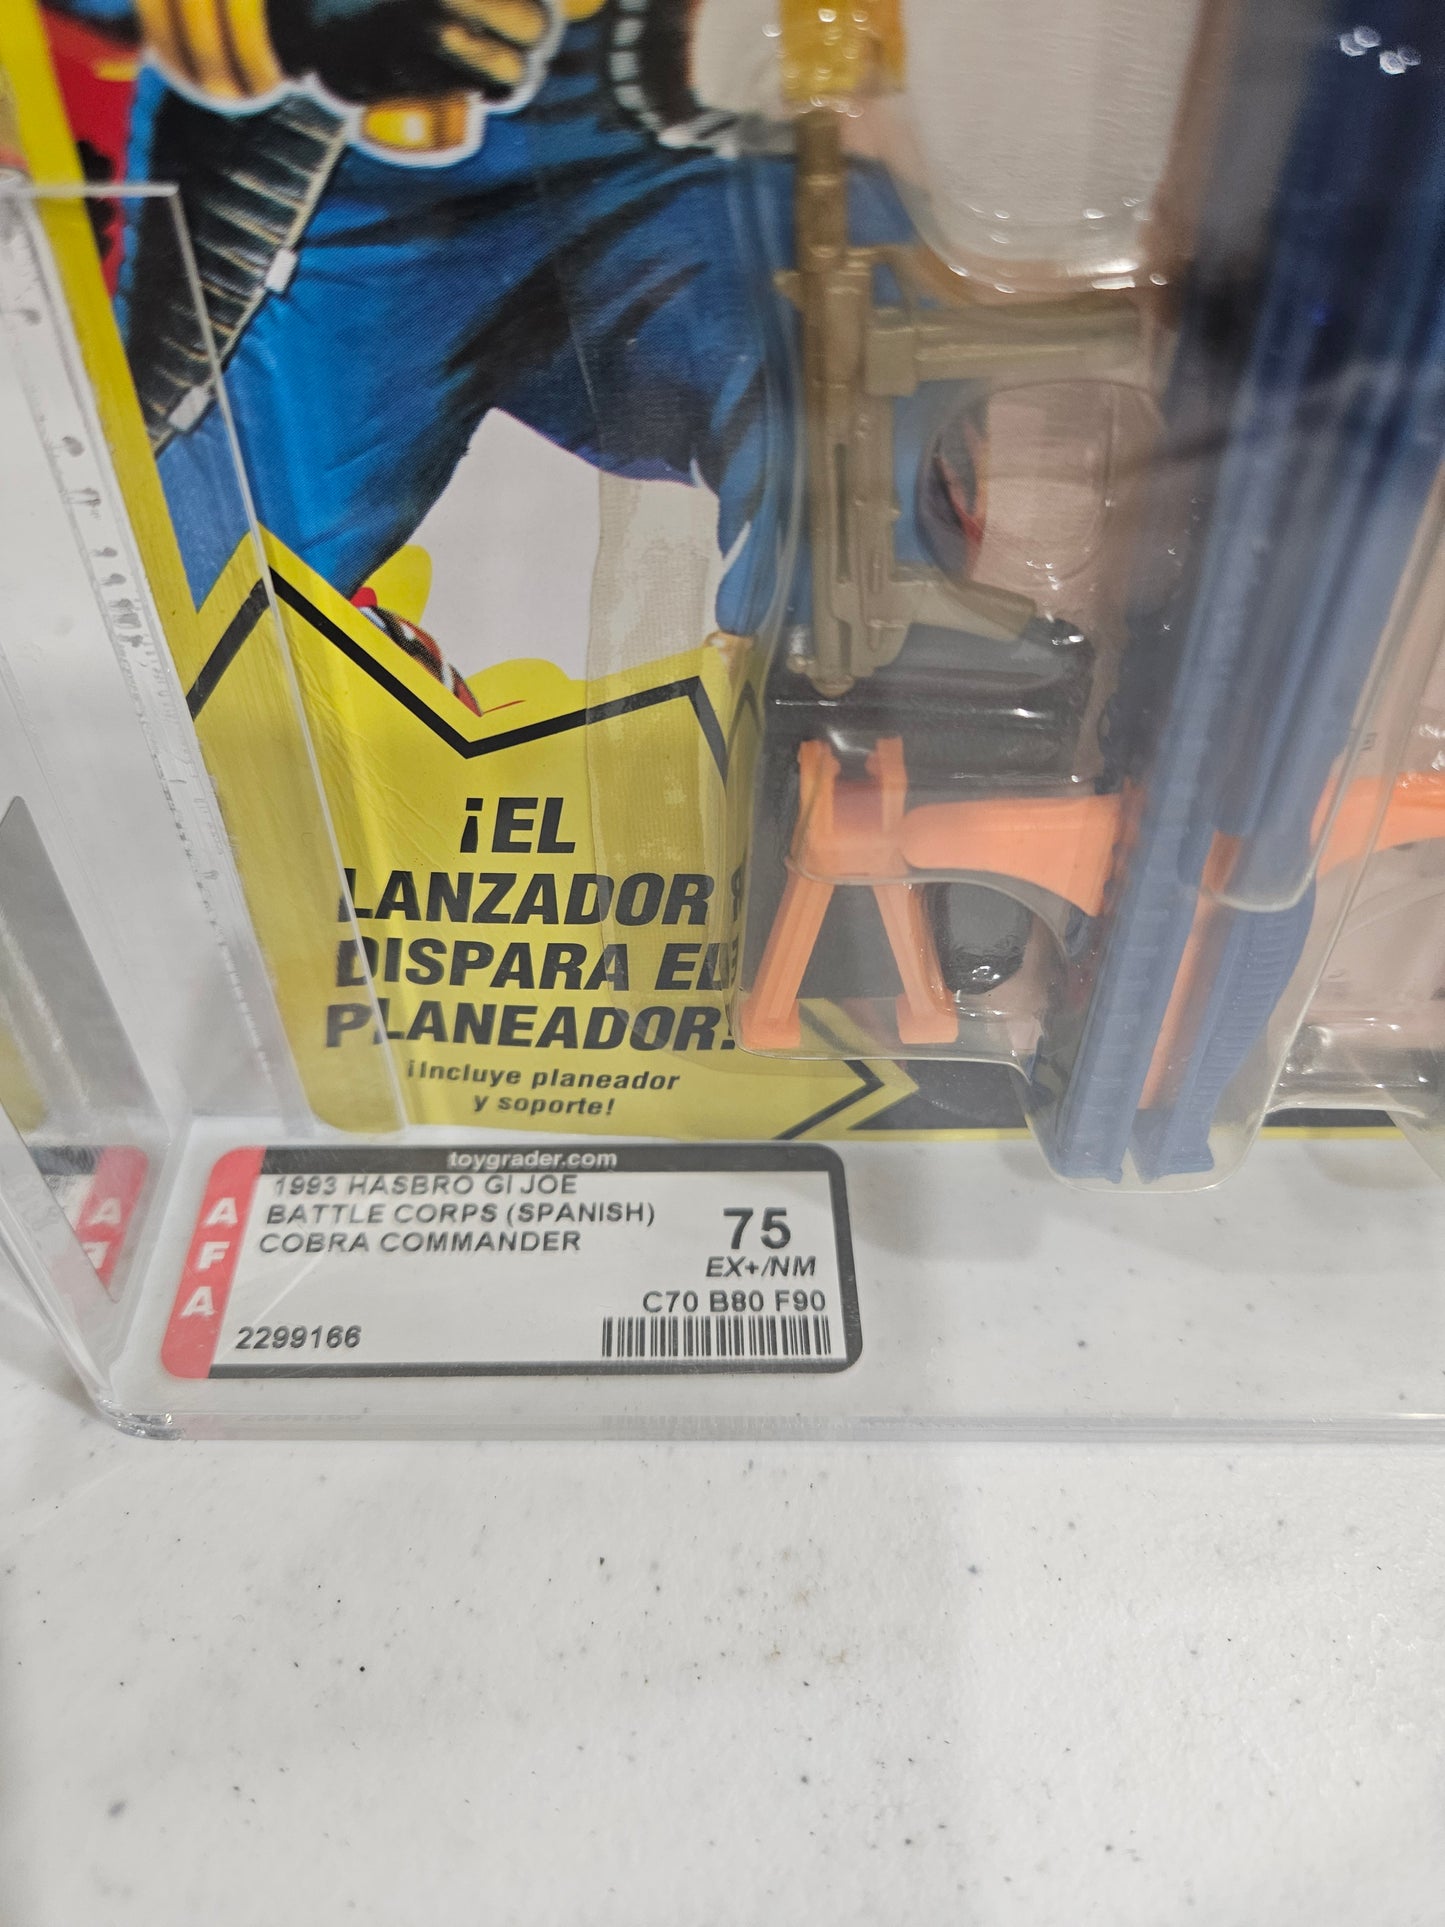 ¡EL
LANZADOR
DISPARA EL
PLANEADOR!
¡Incluye planeador
y soporte!
toygrader.com
AFA
1993 HASBRO GI JOE
BATTLE CORPS (SPANISH)
COBRA COMMANDER
75
EX+/NM
C70 B80 F90
2299166